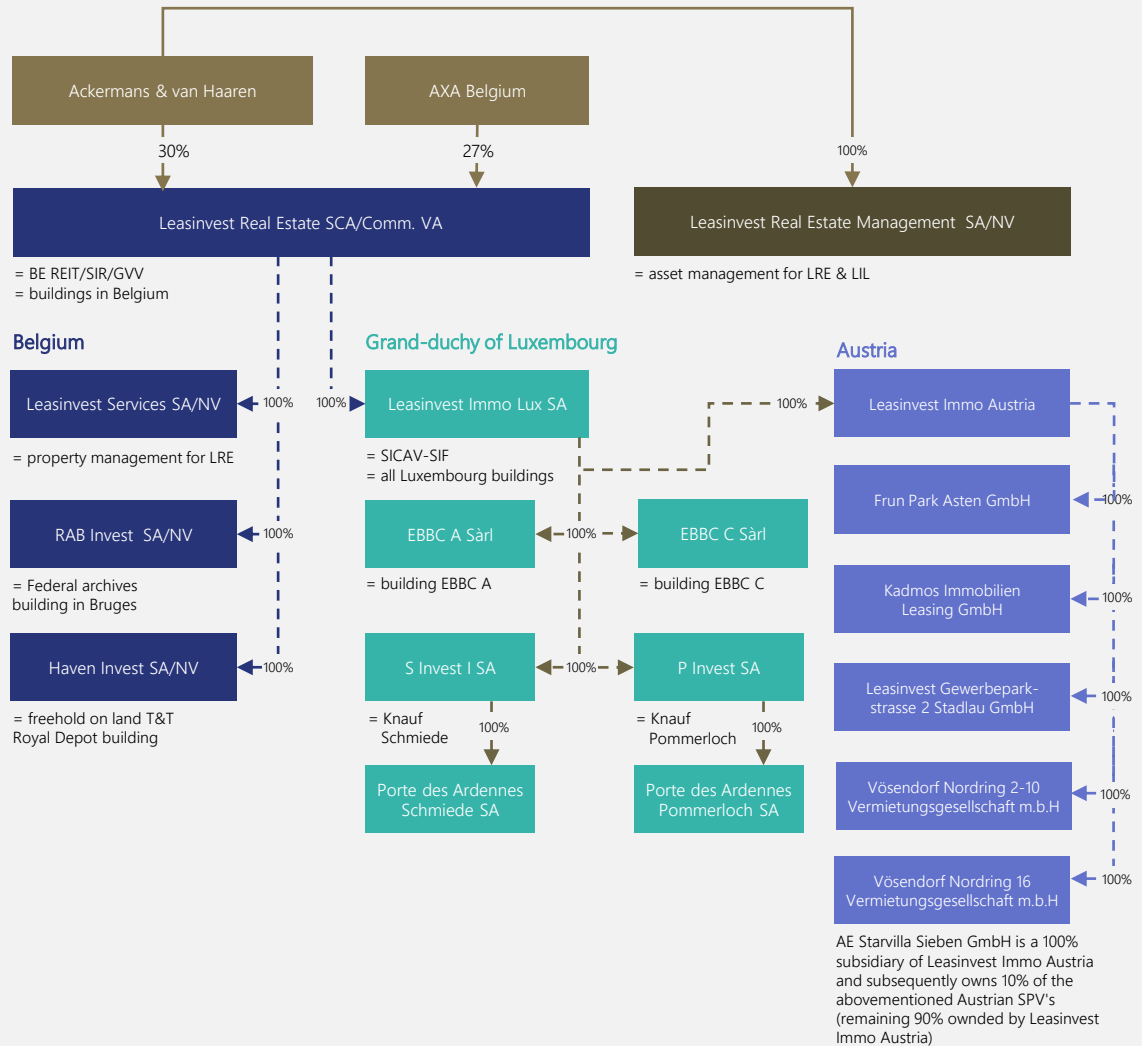 Ackermans & van Haaren
AXA Belgium
30%
27%
100%
Leasinvest Real Estate SCA/Comm. VA
Leasinvest Real Estate Management SA/NV
= BE REIT/SIR/GVV
= buildings in Belgium
= asset management for LRE & LIL
Belgium
Leasinvest Services SA/NV
100%
= property management for LRE
RAB Invest SA/NV
100%
= Federal archives
building in Bruges
Haven Invest SA/NV
100%
= freehold on land T&T
Royal Depot building
Grand-duchy of Luxembourg
100%
Leasinvest Immo Lux SA
= SICAV-SIF
= all Luxembourg buildings
EBBC A Sàrl
100%
EBBC C Sàrl
= building EBBC A
= building EBBC C
S Invest I SA
100%
P Invest SA
= Knauf
Schmiede
100%
= Knauf
Pommerloch
100%
Porte des Ardennes
Schmiede SA
Porte des Ardennes
Pommerloch SA
Austria
100%
Leasinvest Immo Austria
Frun Park Asten GmbH
100%
Kadmos Immobilien
Leasing GmbH
100%
Leasinvest Gewerbepark-
strasse 2 Stadlau GmbH
100%
Vösendorf Nordring 2-10
Vermietungsgesellschaft m.b.H
100%
Vösendorf Nordring 16
Vermietungsgesellschaft m.b.H
100%
AE Starvilla Sieben GmbH is a 100%
subsidiary of Leasinvest Immo Austria
and subsequently owns 10% of the
abovementioned Austrian SPV's
(remaining 90% ownded by Leasinvest
Immo Austria)